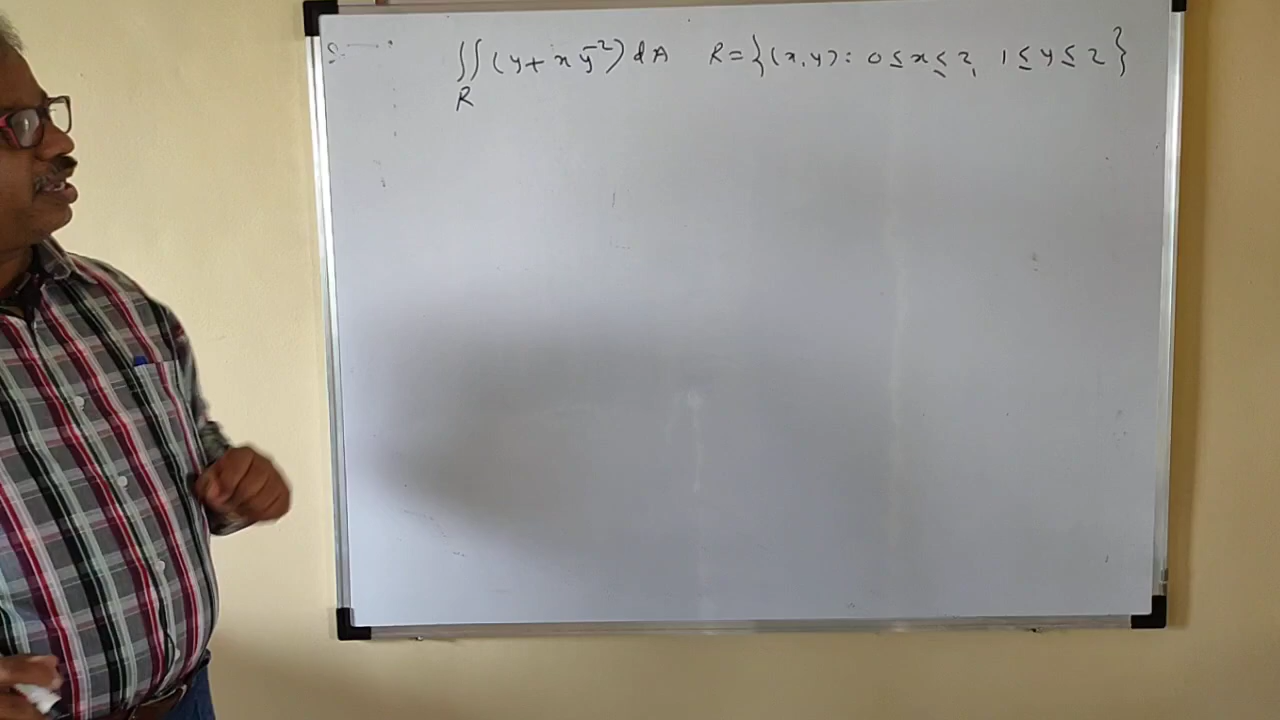 ∬ (y + x y⁻²) dA R = {(x, y) : 0 ≤ x ≤ 2, 1 ≤ y ≤ 2}
R